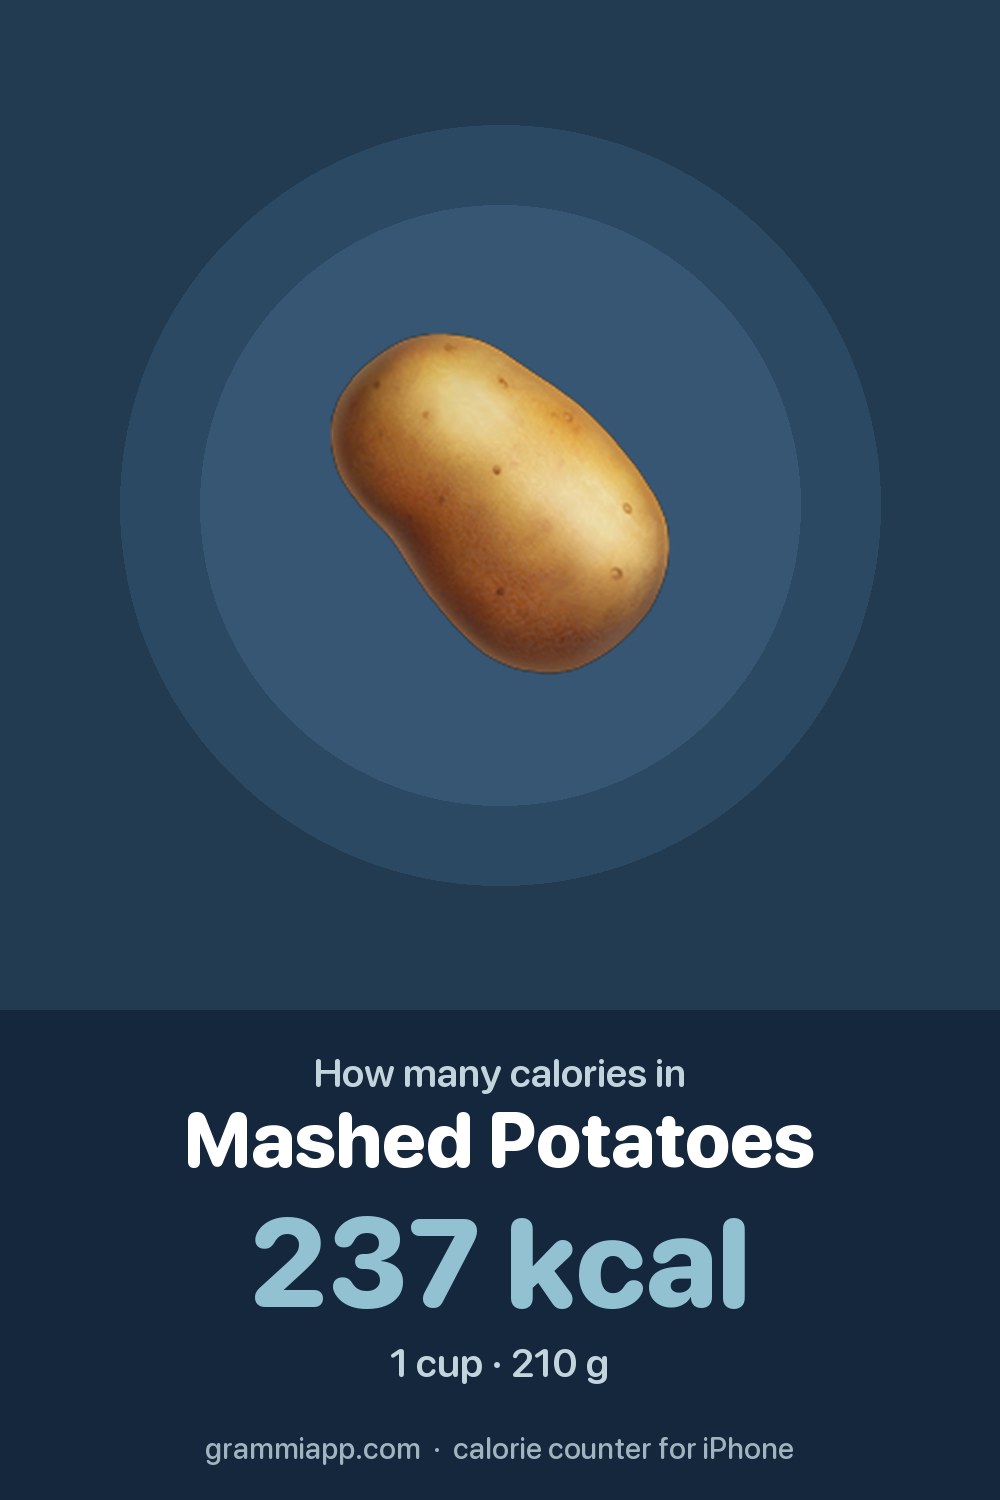 How many calories in
Mashed Potatoes
237 kcal
1 cup · 210 g
grammiapp.com · calorie counter for iPhone